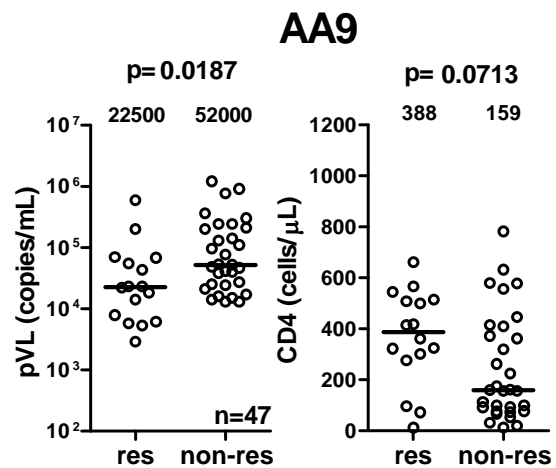 AA9
p= 0.0187
22500 52000
pVL (copies/mL)
10⁷
10⁶
10⁵
10⁴
10³
10²
n=47
res non-res
p= 0.0713
388 159
CD4 (cells/µL)
1200
1000
800
600
400
200
0
res non-res